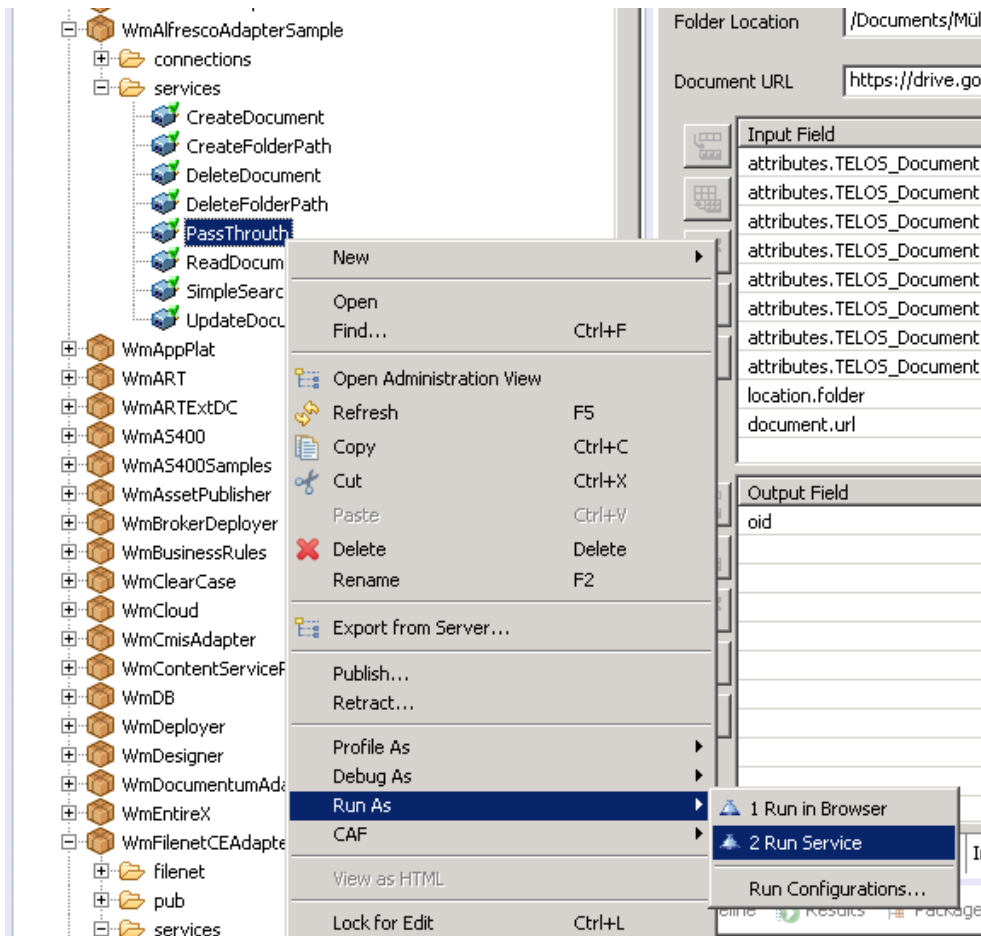 WmAlfrescoAdapterSample
connections
services
CreateDocument
CreateFolderPath
DeleteDocument
DeleteFolderPath
PassThrouth
ReadDocum
SimpleSearc
UpdateDocu
WmAppPlat
WmART
WmARTExtDC
WmAS400
WmAS400Samples
WmAssetPublisher
WmBrokerDeployer
WmBusinessRules
WmClearCase
WmCloud
WmCmisAdapter
WmContentServiceP
WmDB
WmDeployer
WmDesigner
WmDocumentumAda
WmEntireX
WmFilenetCEAdapte
filenet
pub
services
New
Open
Find... Ctrl+F
Open Administration View
Refresh F5
Copy Ctrl+C
Cut Ctrl+X
Paste Ctrl+V
Delete Delete
Rename F2
Export from Server...
Publish...
Retract...
Profile As
Debug As
Run As
CAF
View as HTML
Lock for Edit Ctrl+L
1 Run in Browser
2 Run Service
Run Configurations...
Folder Location /Documents/Mül
Document URL https://drive.go
Input Field
attributes.TELOS_Document
attributes.TELOS_Document
attributes.TELOS_Document
attributes.TELOS_Document
attributes.TELOS_Document
attributes.TELOS_Document
attributes.TELOS_Document
attributes.TELOS_Document
location.folder
document.url
Output Field
oid
Results Package